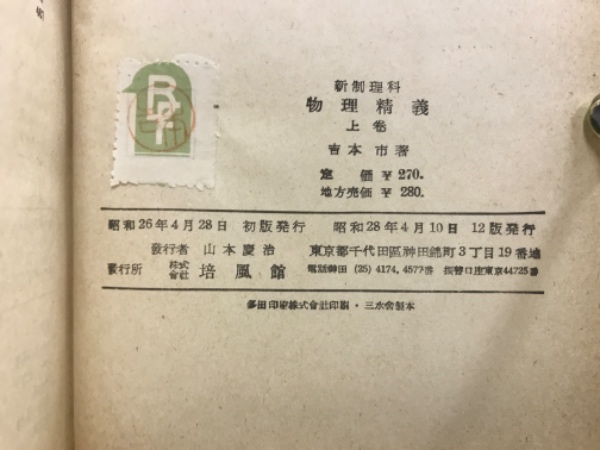 新制理科
物理精義
上卷
吉本市著
定価 ¥270.
地方売価 ¥280.
昭和26年4月28日 初版発行 昭和28年4月10日 12版発行
發行者 山本慶治 東京都千代田區神田錦町3丁目19番地
發行所 株式會社 培風館 電話神田 (25) 4174, 4577番 振替口座東京44725番
多田印刷株式會社印刷・三水舎製本